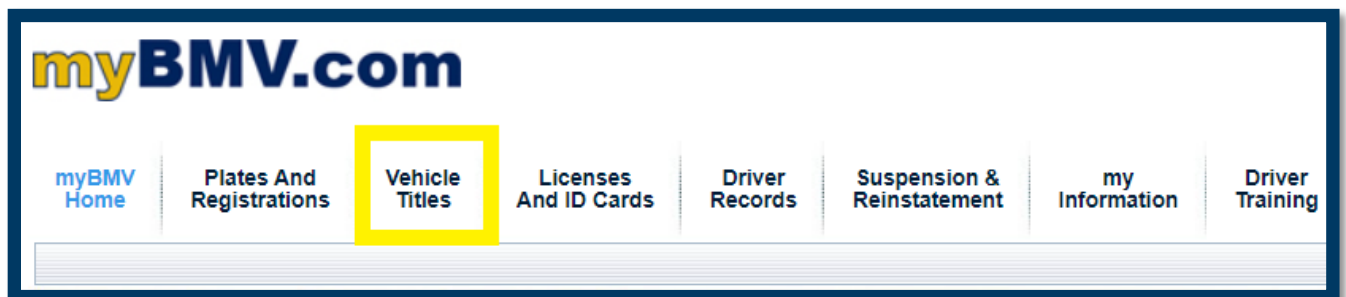 myBMV.com
myBMV Home
Plates And Registrations
Vehicle Titles
Licenses And ID Cards
Driver Records
Suspension & Reinstatement
my Information
Driver Training